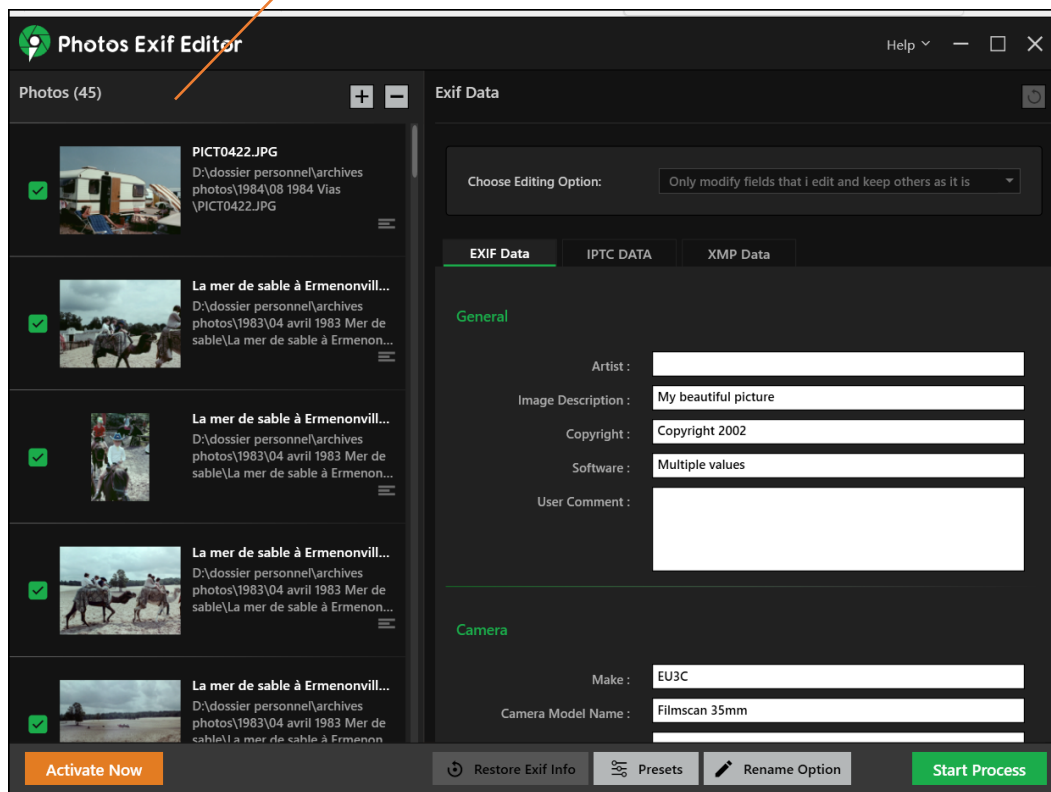 Photos Exif Editor
Help
Photos (45)
Exif Data
PICT0422.JPG
D:\dossier personnel\archives
photos\1984\08 1984 Vias
\PICT0422.JPG
La mer de sable à Ermenonvill...
D:\dossier personnel\archives
photos\1983\04 avril 1983 Mer de
sable\La mer de sable à Ermenon...
La mer de sable à Ermenonvill...
D:\dossier personnel\archives
photos\1983\04 avril 1983 Mer de
sable\La mer de sable à Ermenon...
La mer de sable à Ermenonvill...
D:\dossier personnel\archives
photos\1983\04 avril 1983 Mer de
sable\La mer de sable à Ermenon...
La mer de sable à Ermenonvill...
D:\dossier personnel\archives
photos\1983\04 avril 1983 Mer de
sable\La mer de sable à Ermenon
Choose Editing Option:
Only modify fields that i edit and keep others as it is
EXIF Data
IPTC DATA
XMP Data
General
Artist :
Image Description :
My beautiful picture
Copyright :
Copyright 2002
Software :
Multiple values
User Comment :
Camera
Make :
EU3C
Camera Model Name :
Filmscan 35mm
Activate Now
Restore Exif Info
Presets
Rename Option
Start Process